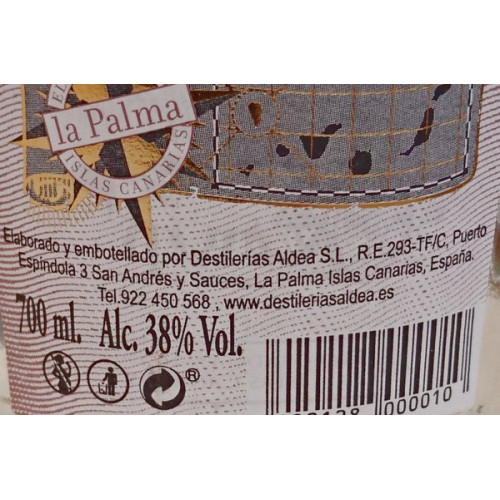 la Palma
ISLAS CANARIAS
Elaborado y embotellado por Destilerías Aldea S.L., R.E.293-TF/C, Puerto
Espíndola 3 San Andrés y Sauces, La Palma Islas Canarias, España.
Tel.922 450 568 , www.destileriasaldea.es
700 ml. Alc. 38% Vol.
®
000010